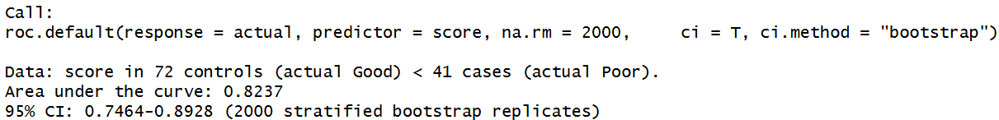 Call:
roc.default(response = actual, predictor = score, na.rm = 2000,     ci = T, ci.method = "bootstrap")
Data: score in 72 controls (actual Good) < 41 cases (actual Poor).
Area under the curve: 0.8237
95% CI: 0.7464-0.8928 (2000 stratified bootstrap replicates)